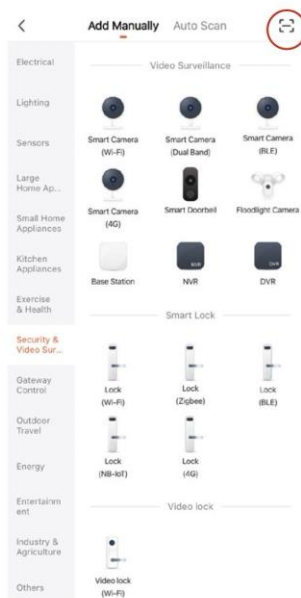 Add Manually Auto Scan
Electrical
Lighting
Sensors
Large
Home Ap...
Small Home
Appliances
Kitchen
Appliances
Exercise
& Health
Security &
Video Sur...
Gateway
Control
Outdoor
Travel
Energy
Entertainm
ent
Industry &
Agriculture
Others
Video Surveillance
Smart Camera
(Wi-Fi)
Smart Camera
(Dual Band)
Smart Camera
(BLE)
Smart Camera
(4G)
Smart Doorbell
Floodlight Camera
Base Station
NVR
NVR
DVR
DVR
Smart Lock
Lock
(Wi-Fi)
Lock
(Zigbee)
Lock
(BLE)
Lock
(NB-IoT)
Lock
(4G)
Video lock
Video lock
(Wi-Fi)